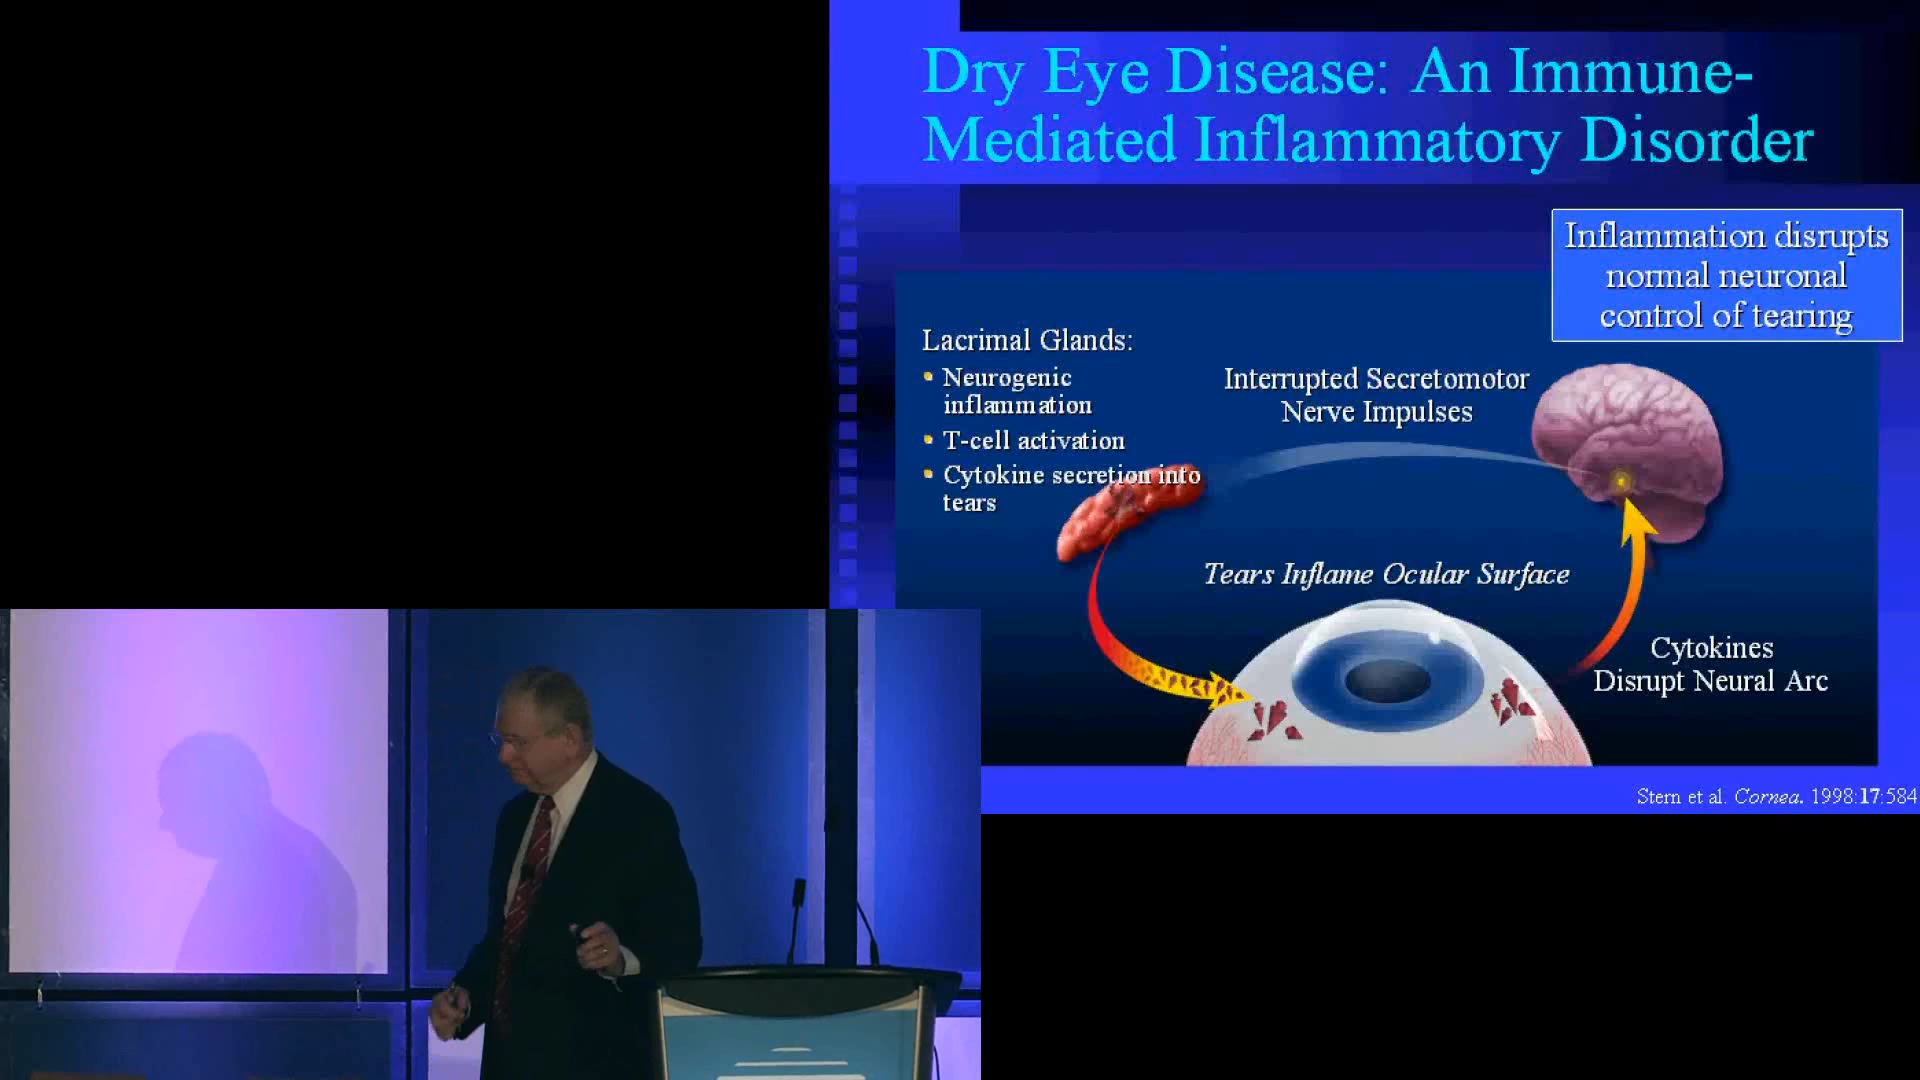 Dry Eye Disease: An Immune-
Mediated Inflammatory Disorder
Inflammation disrupts
normal neuronal
control of tearing
Lacrimal Glands:
• Neurogenic
inflammation
• T-cell activation
• Cytokine secretion into
tears
Interrupted Secretomotor
Nerve Impulses
Tears Inflame Ocular Surface
Cytokines
Disrupt Neural Arc
Stern et al. Cornea. 1998:17:584